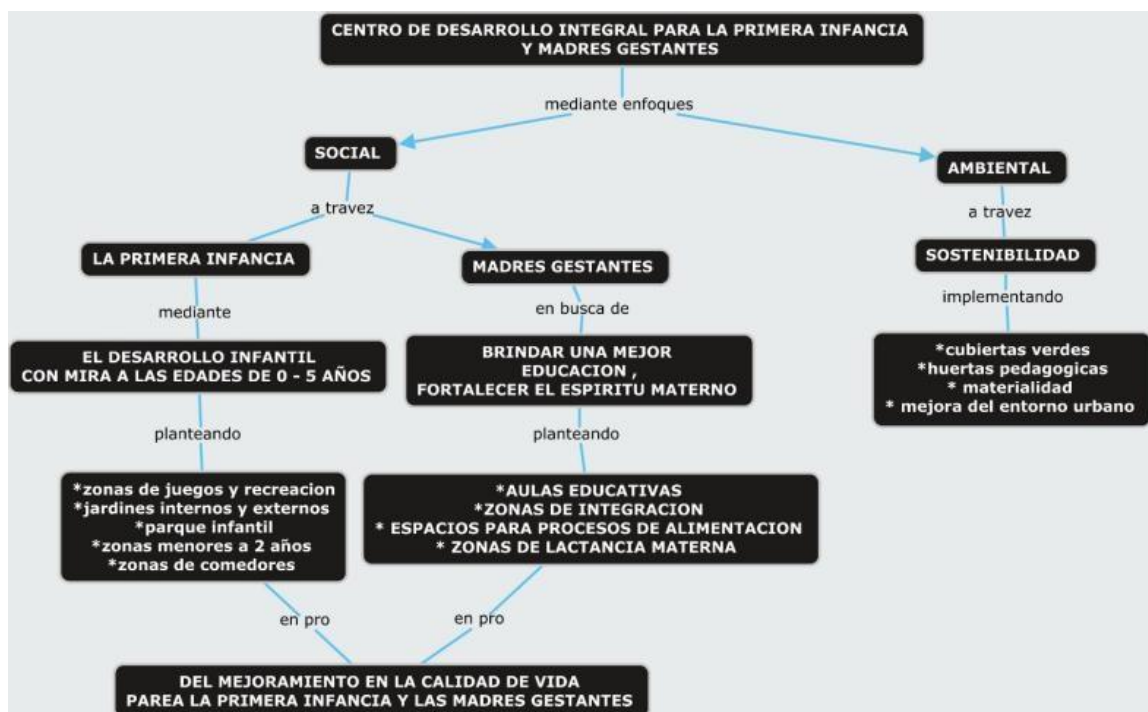 CENTRO DE DESARROLLO INTEGRAL PARA LA PRIMERA INFANCIA
Y MADRES GESTANTES
mediante enfoques
SOCIAL
AMBIENTAL
a travez
a travez
LA PRIMERA INFANCIA
MADRES GESTANTES
SOSTENIBILIDAD
mediante
en busca de
implementando
EL DESARROLLO INFANTIL
CON MIRA A LAS EDADES DE 0 - 5 AÑOS
BRINDAR UNA MEJOR
EDUCACION ,
FORTALECER EL ESPIRITU MATERNO
*cubiertas verdes
*huertas pedagogicas
* materialidad
* mejora del entorno urbano
planteando
planteando
*zonas de juegos y recreacion
*jardines internos y externos
*parque infantil
*zonas menores a 2 años
*zonas de comedores
*AULAS EDUCATIVAS
*ZONAS DE INTEGRACION
* ESPACIOS PARA PROCESOS DE ALIMENTACION
* ZONAS DE LACTANCIA MATERNA
en pro
en pro
DEL MEJORAMIENTO EN LA CALIDAD DE VIDA
PAREA LA PRIMERA INFANCIA Y LAS MADRES GESTANTES